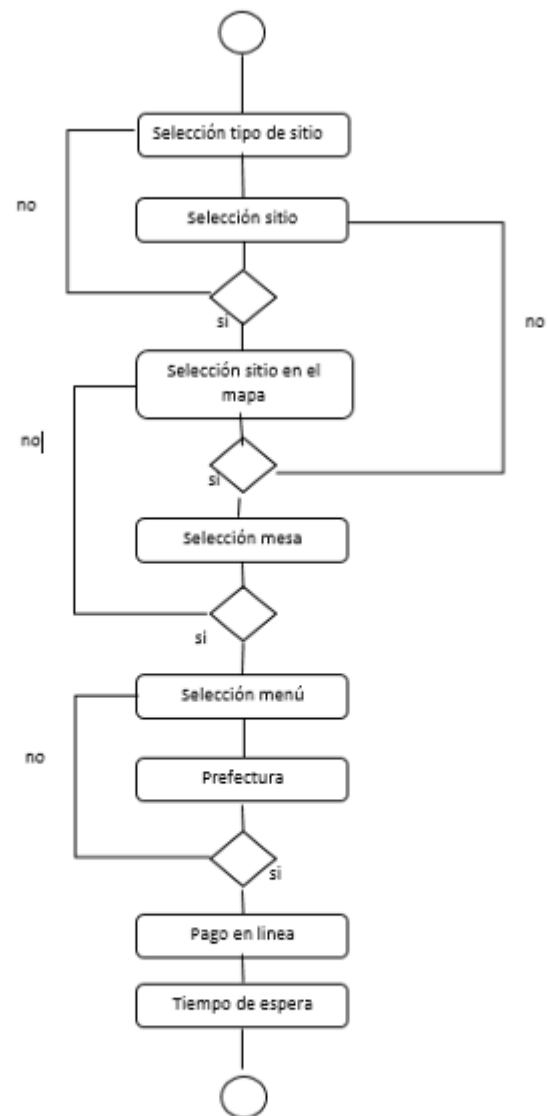 Selección tipo de sitio
no
Selección sitio
si
no
Selección sitio en el
mapa
no
si
Selección mesa
si
Selección menú
no
Prefectura
si
Pago en linea
Tiempo de espera